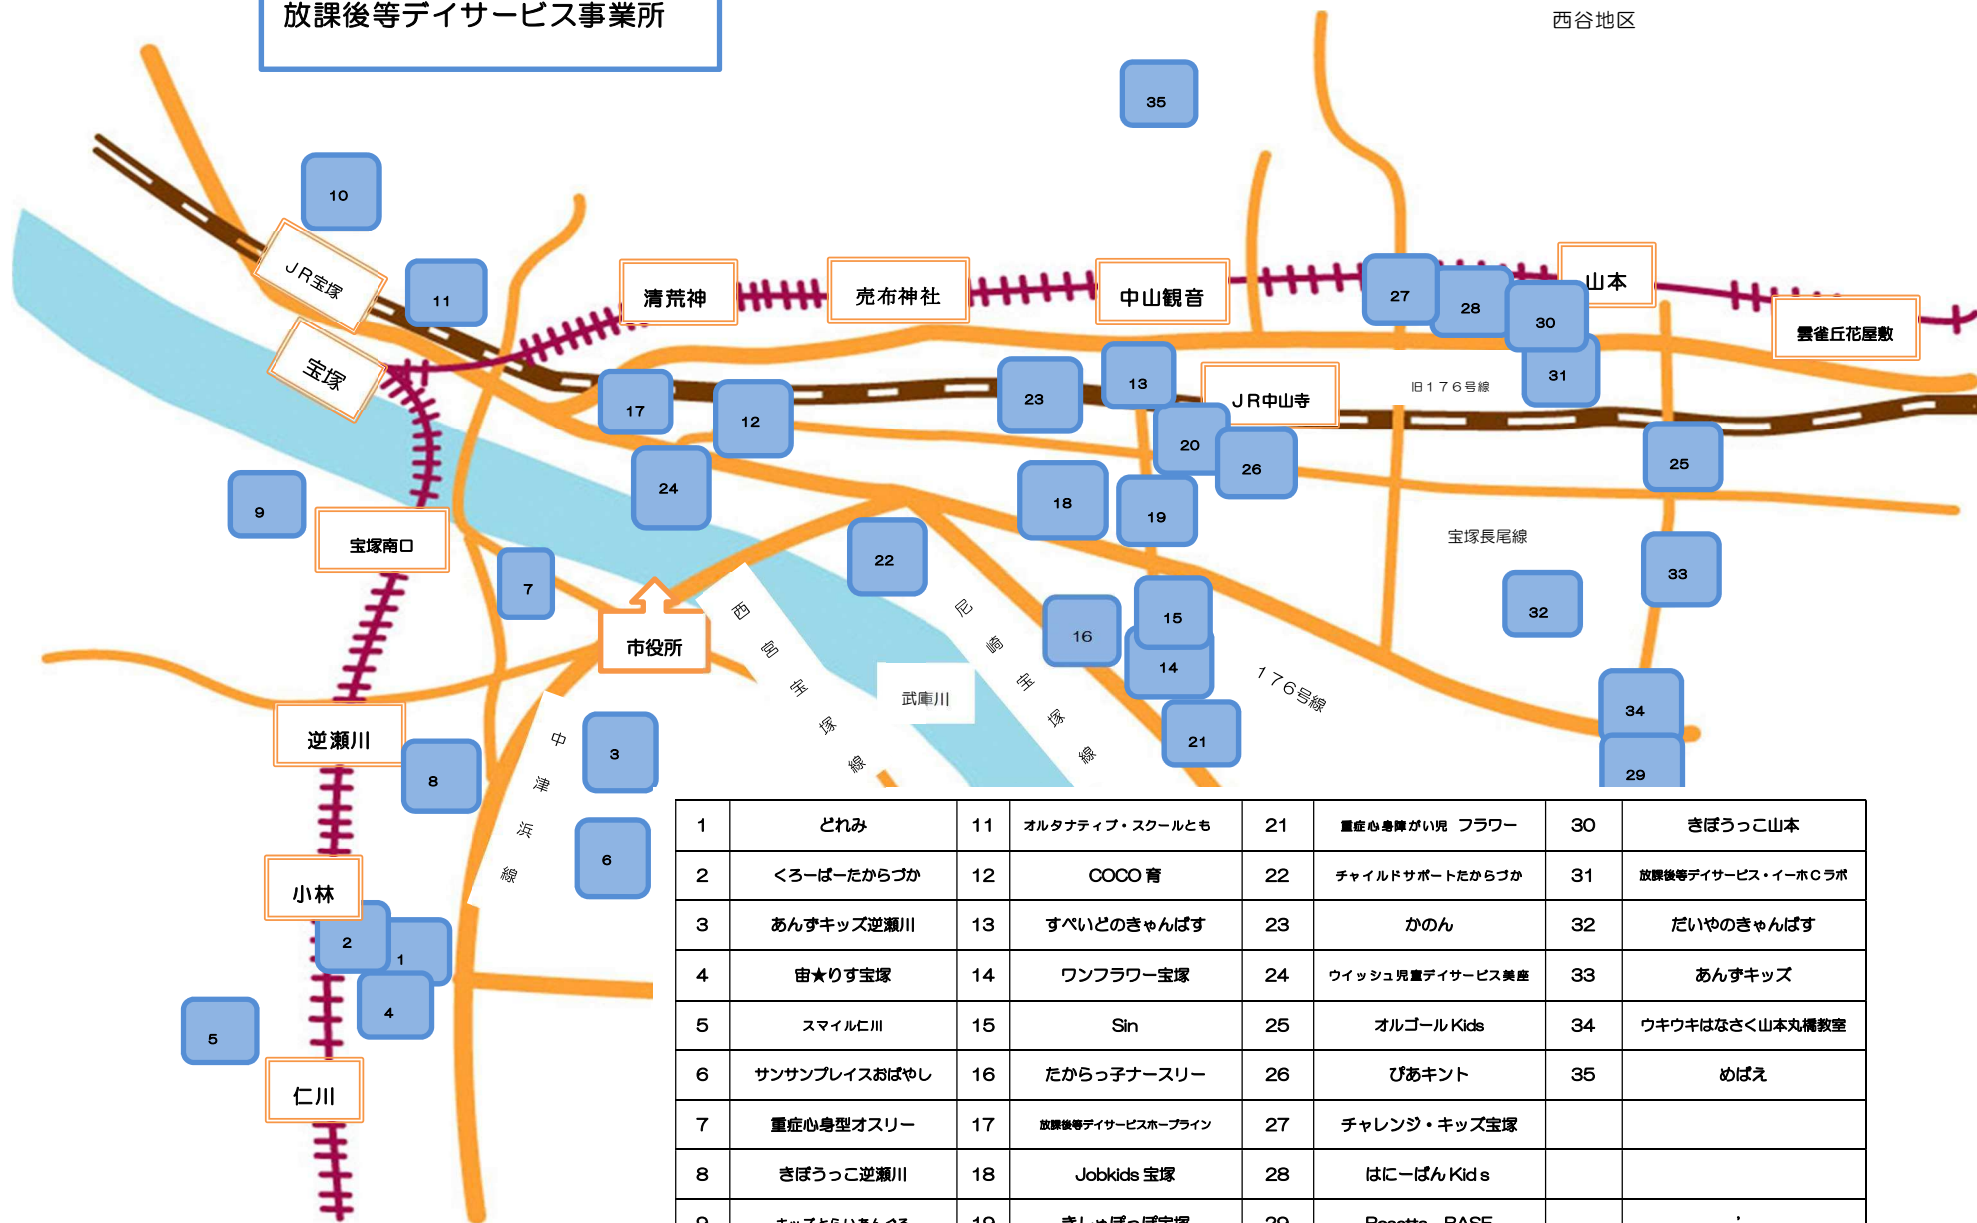 放課後等デイサービス事業所
西谷地区
35
10
JR宝塚
11
清荒神
売布神社
中山観音
27
28
30
山本
雲雀丘花屋敷
宝塚
17
12
23
13
JR中山寺
旧176号線
31
20
26
25
24
18
19
9
宝塚南口
7
22
宝塚長尾線
33
32
市役所
西宮宝塚線
尼崎宝塚線
16
15
14
176号線
武庫川
21
34
29
逆瀬川
8
中津浜線
3
6
小林
2
1
4
5
仁川
1 どれみ 11 オルタナティブ・スクールとも 21 重症心身障がい児 フラワー 30 きぼうっこ山本
2 くろーばーたからづか 12 COCO育 22 チャイルドサポートたからづか 31 放課後等デイサービス・イーホCラボ
3 あんずキッズ逆瀬川 13 すぺいどのきゃんばす 23 かのん 32 だいやのきゃんばす
4 宙★りす宝塚 14 ワンフラワー宝塚 24 ウイッシュ児童デイサービス美座 33 あんずキッズ
5 スマイル仁川 15 Sin 25 オルゴールKids 34 ウキウキはなさく山本丸橋教室
6 サンサンプレイスおばやし 16 たからっ子ナースリー 26 ぴあキント 35 めばえ
7 重症心身型オスリー 17 放課後等デイサービスホープライン 27 チャレンジ・キッズ宝塚
8 きぼうっこ逆瀬川 18 Jobkids宝塚 28 はにーばんKids
9 19 きしゃぽっぽ宝塚 29 Rosetta BASE